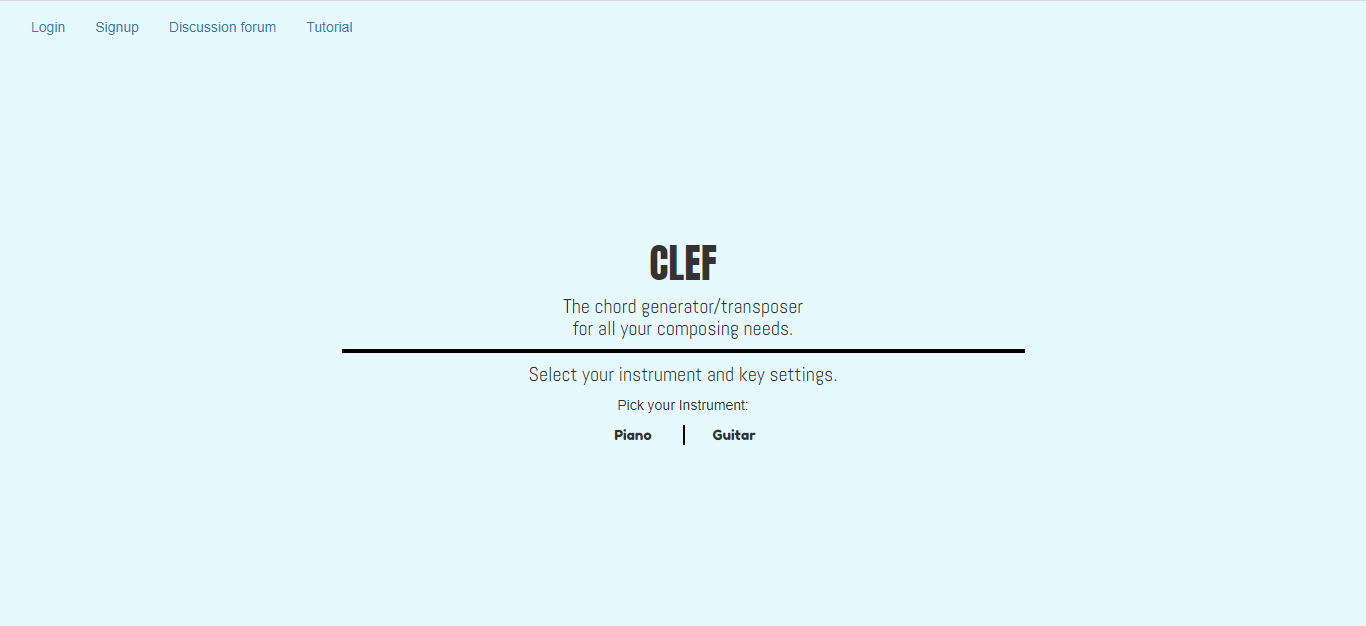 Login Signup Discussion forum Tutorial
CLEF
The chord generator/transposer
for all your composing needs.
Select your instrument and key settings.
Pick your Instrument:
Piano Guitar